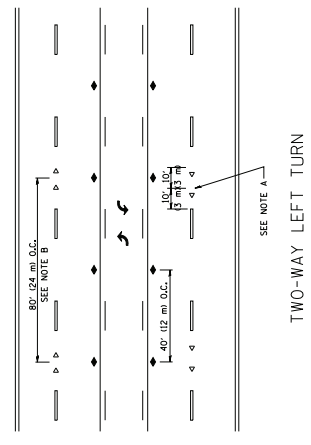 80' (24 m) O.C.
SEE NOTE B
40' (12 m) O.C.
10' 10'
(3 m)(3 m)
SEE NOTE A
TWO-WAY LEFT TURN